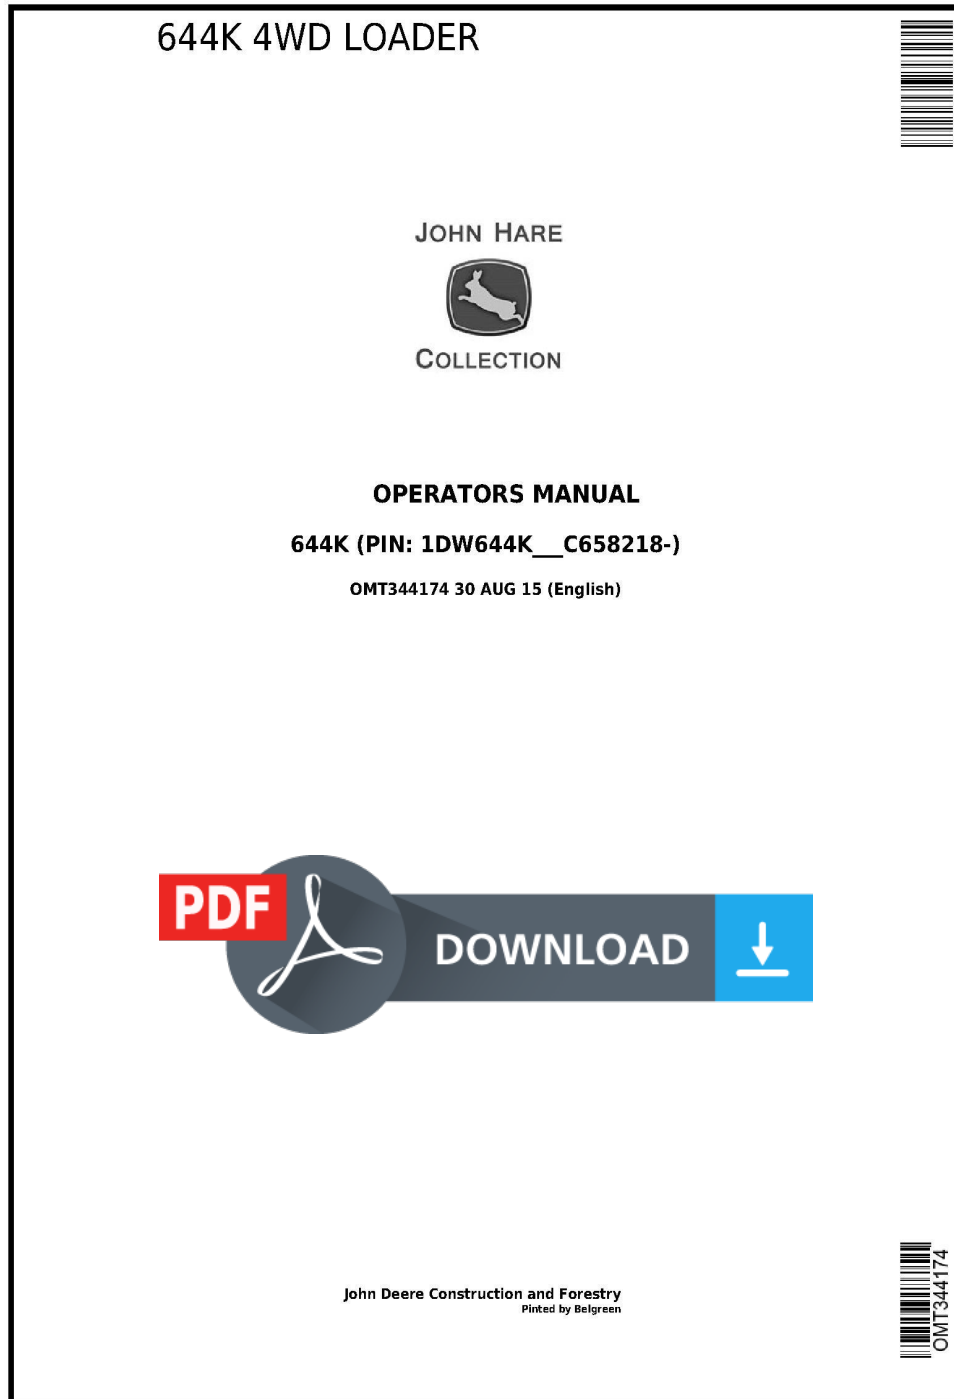 644K 4WD LOADER
JOHN HARE
COLLECTION
OPERATORS MANUAL
644K (PIN: 1DW644K___C658218-)
OMT344174 30 AUG 15 (English)
PDF
DOWNLOAD
John Deere Construction and Forestry
Pinted by Belgreen
OMT344174